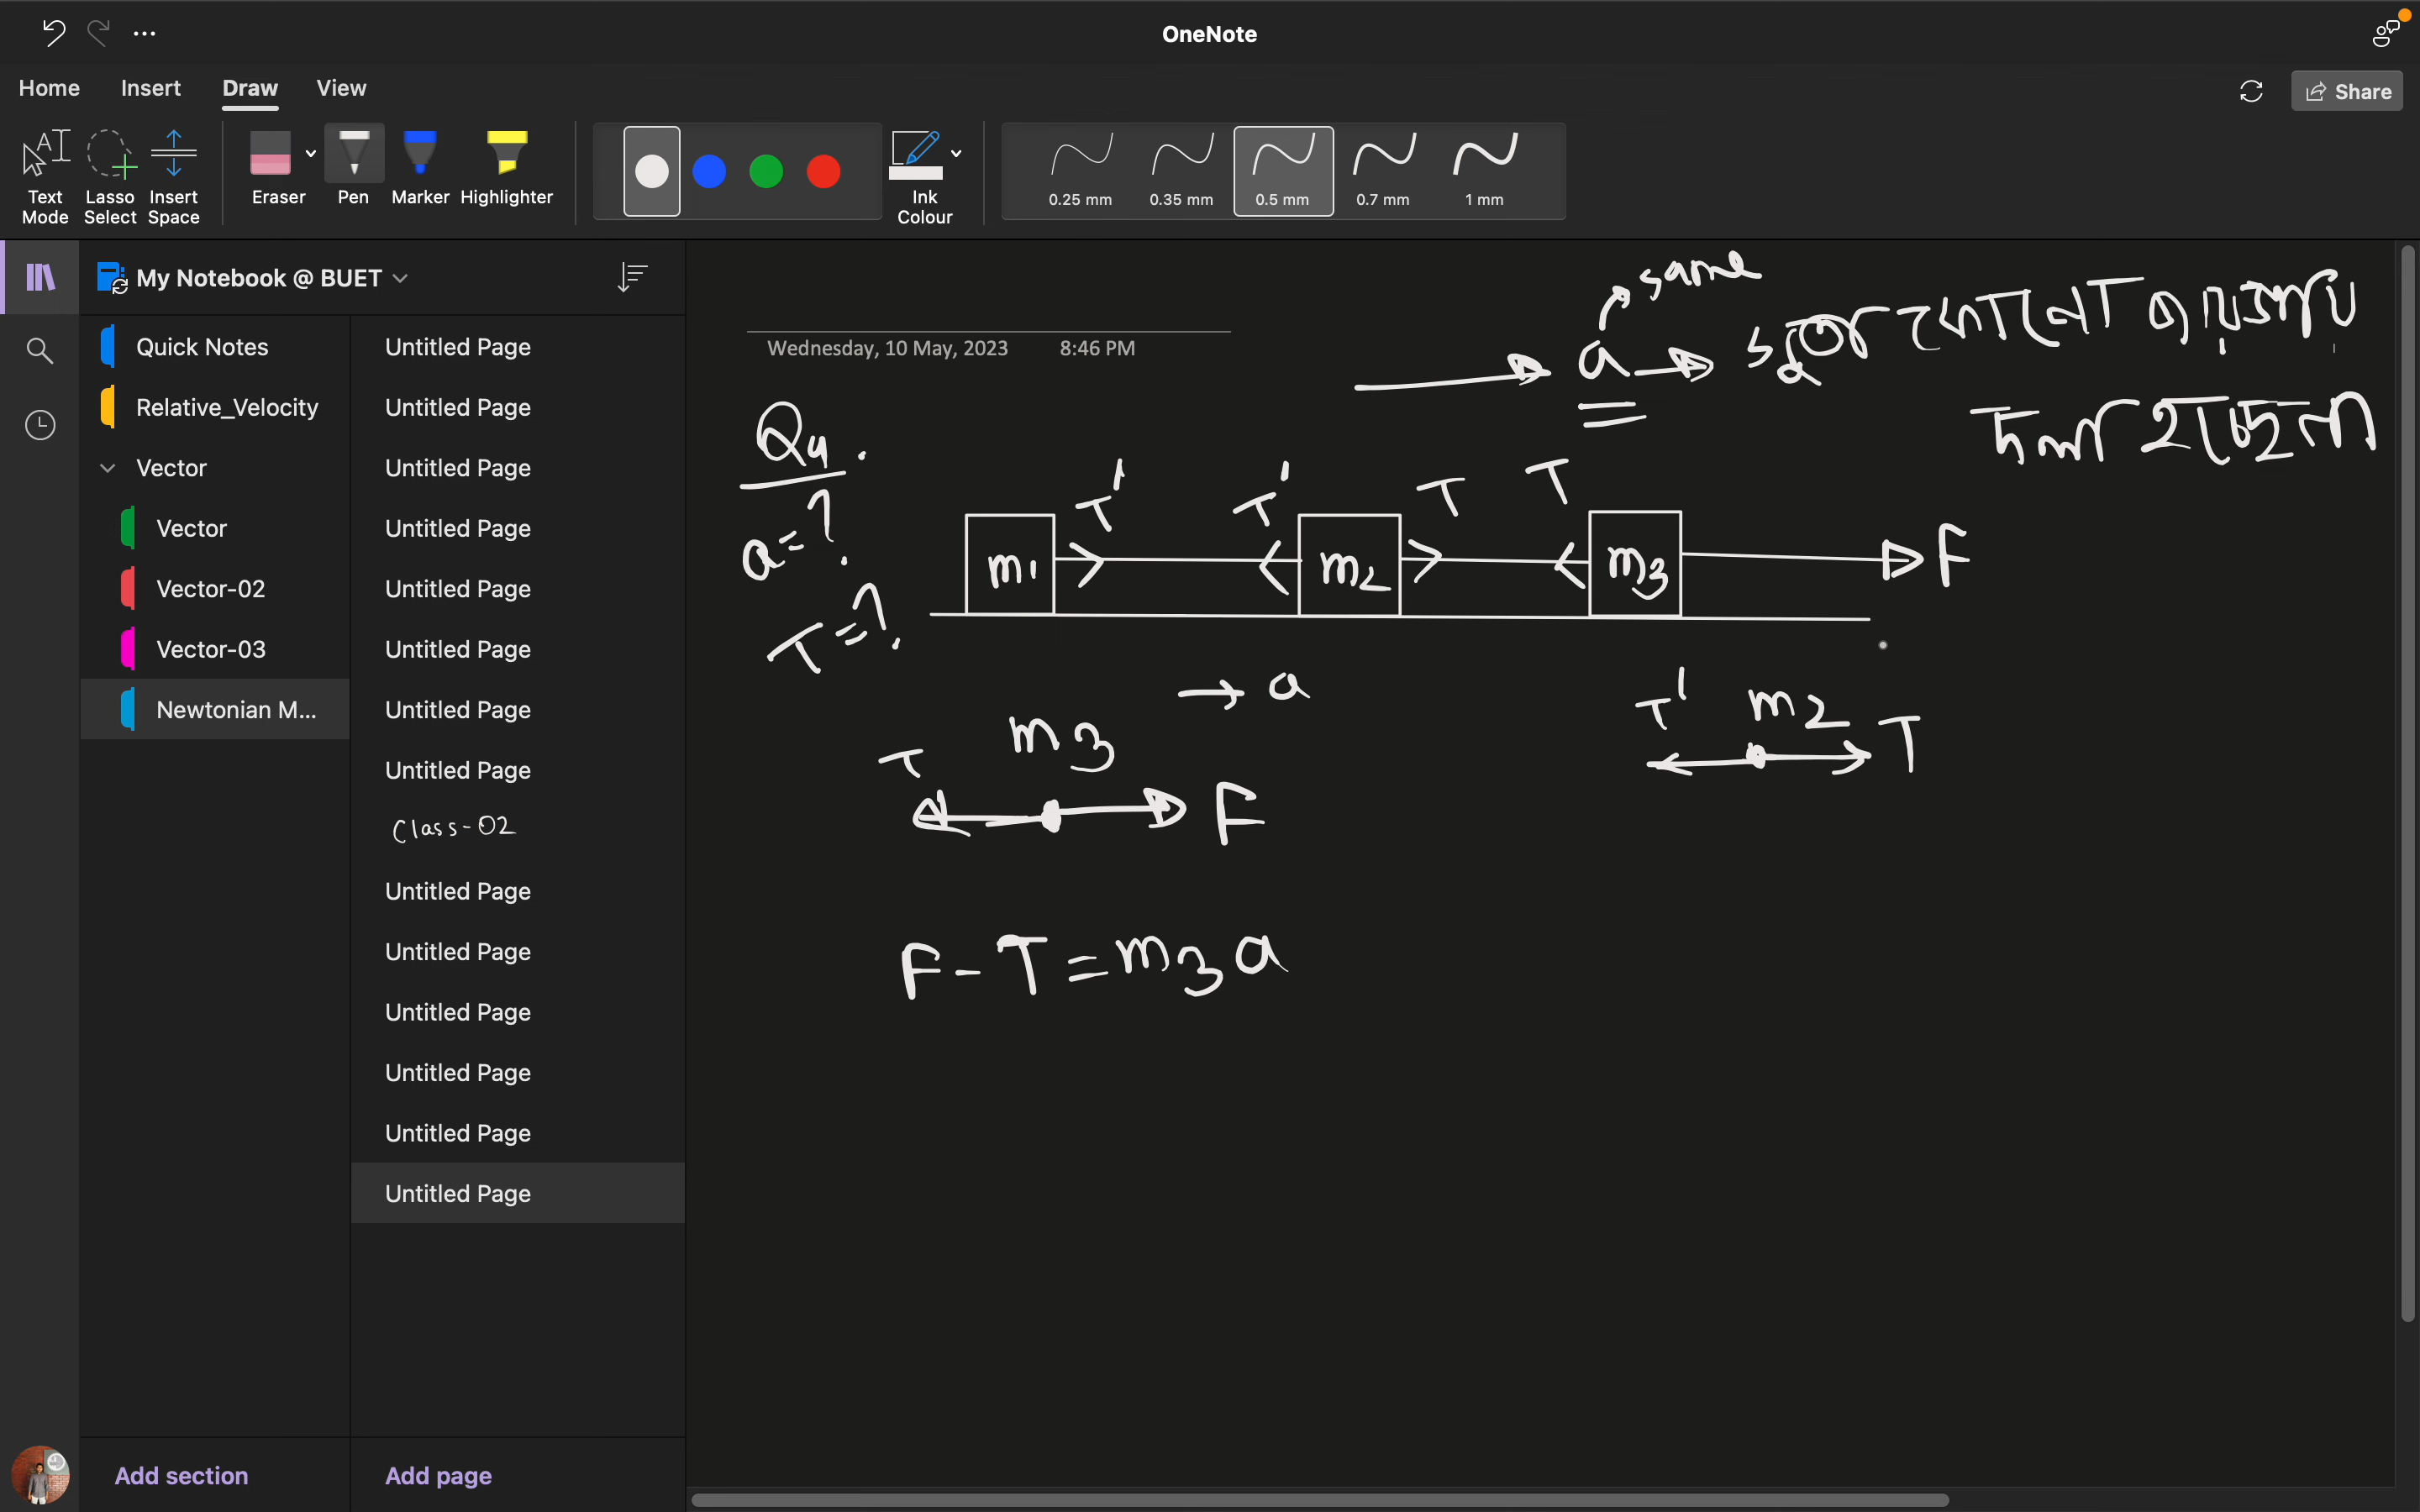 OneNote
Home Insert Draw View
Share
Text Mode
Lasso Select
Insert Space
Eraser
Pen
Marker
Highlighter
Ink Colour
0.25 mm
0.35 mm
0.5 mm
0.7 mm
1 mm
My Notebook @ BUET
Quick Notes
Relative_Velocity
Vector
Vector
Vector-02
Vector-03
Newtonian M...
Add section
Untitled Page
Untitled Page
Untitled Page
Untitled Page
Untitled Page
Untitled Page
Untitled Page
Untitled Page
Class-02
Untitled Page
Untitled Page
Untitled Page
Untitled Page
Untitled Page
Untitled Page
Add page
Wednesday, 10 May, 2023 8:46 PM
same
a
Q4.
a=?
T=?
T' T' T T
m1 m2 m3 F
a
m3
T F
T' m2 T
F-T=m3a